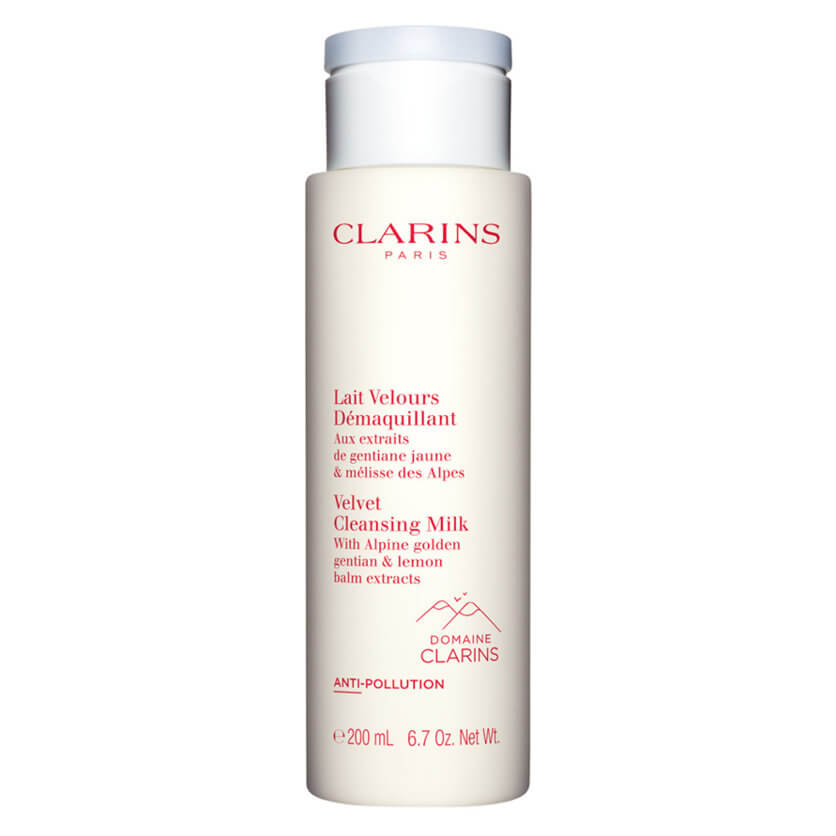 CLARINS
PARIS
Lait Velours
Démaquillant
Aux extraits
de gentiane jaune
& mélisse des Alpes
Velvet
Cleansing Milk
With Alpine golden
gentian & lemon
balm extracts
DOMAINE
CLARINS
ANTI-POLLUTION
℮200 mL 6.7 Oz. Net Wt.